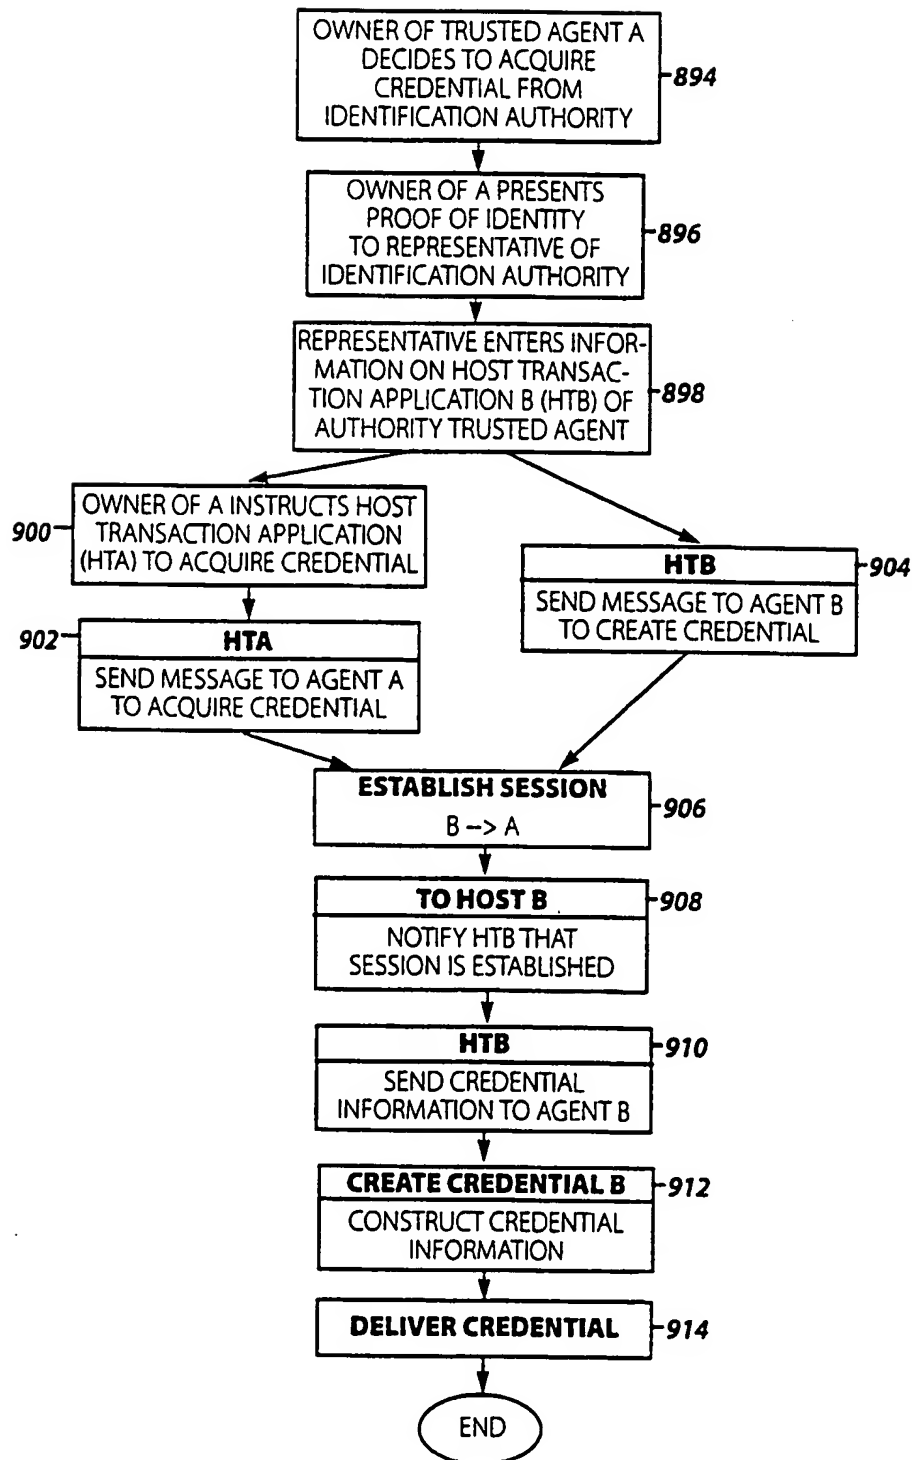 OWNER OF TRUSTED AGENT A
DECIDES TO ACQUIRE
CREDENTIAL FROM
IDENTIFICATION AUTHORITY
894
OWNER OF A PRESENTS
PROOF OF IDENTITY
TO REPRESENTATIVE OF
IDENTIFICATION AUTHORITY
896
REPRESENTATIVE ENTERS INFOR-
MATION ON HOST TRANSAC-
TION APPLICATION B (HTB) OF
AUTHORITY TRUSTED AGENT
898
OWNER OF A INSTRUCTS HOST
TRANSACTION APPLICATION
(HTA) TO ACQUIRE CREDENTIAL
900
HTA
SEND MESSAGE TO AGENT A
TO ACQUIRE CREDENTIAL
902
HTB
SEND MESSAGE TO AGENT B
TO CREATE CREDENTIAL
904
ESTABLISH SESSION
B --> A
906
TO HOST B
NOTIFY HTB THAT
SESSION IS ESTABLISHED
908
HTB
SEND CREDENTIAL
INFORMATION TO AGENT B
910
CREATE CREDENTIAL B
CONSTRUCT CREDENTIAL
INFORMATION
912
DELIVER CREDENTIAL
914
END